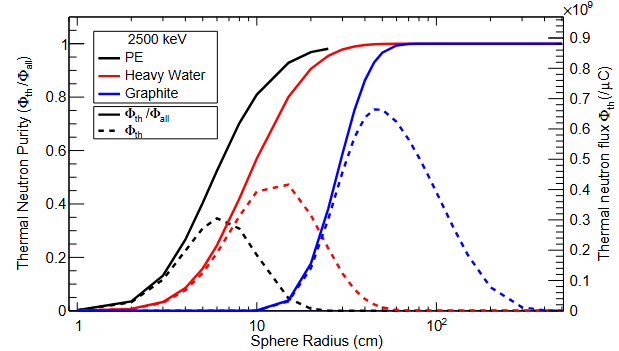 ×10⁹
2500 keV
PE
Heavy Water
Graphite
Φth /Φall
Φth
Thermal Neutron Purity (Φth /Φall)
1
0.8
0.6
0.4
0.2
0
Thermal neutron flux Φth (/μC)
0.9
0.8
0.7
0.6
0.5
0.4
0.3
0.2
0.1
0
1
10
10²
Sphere Radius (cm)